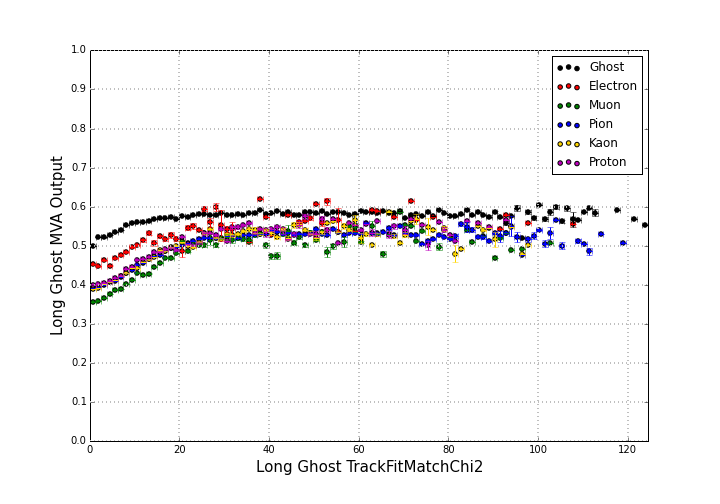 1.0
0.9
0.8
0.7
0.6
0.5
0.4
0.3
0.2
0.1
0.0
0 20 40 60 80 100 120
Long Ghost MVA Output
Long Ghost TrackFitMatchChi2
Ghost
Electron
Muon
Pion
Kaon
Proton